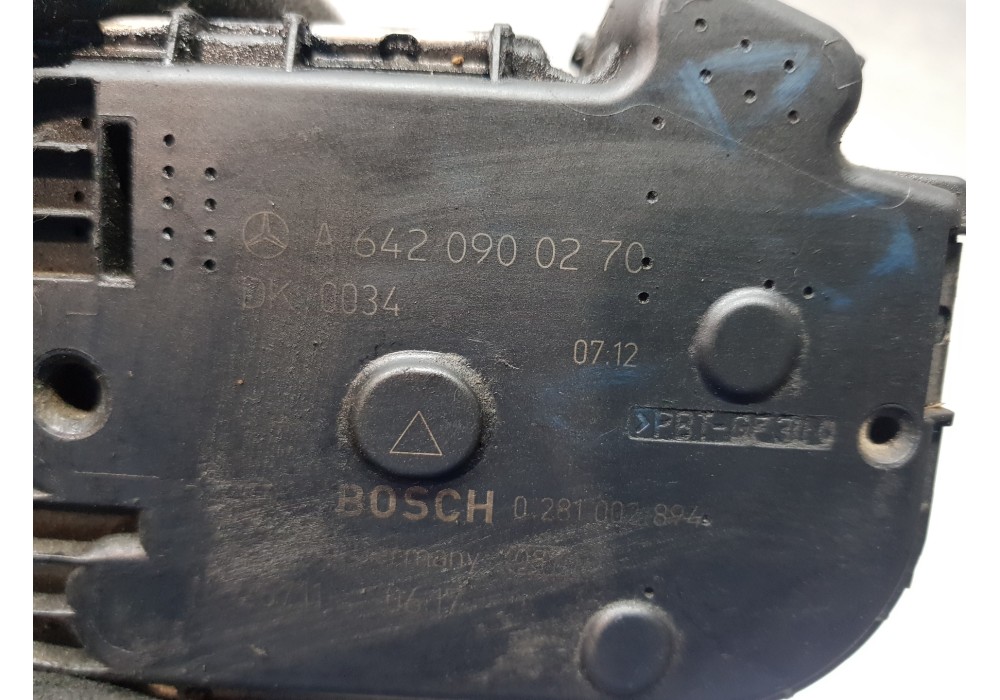 A 642 090 02 70
DK 0034
07.12
>PBT-GF30<
BOSCH 0 281 002 894
Germany